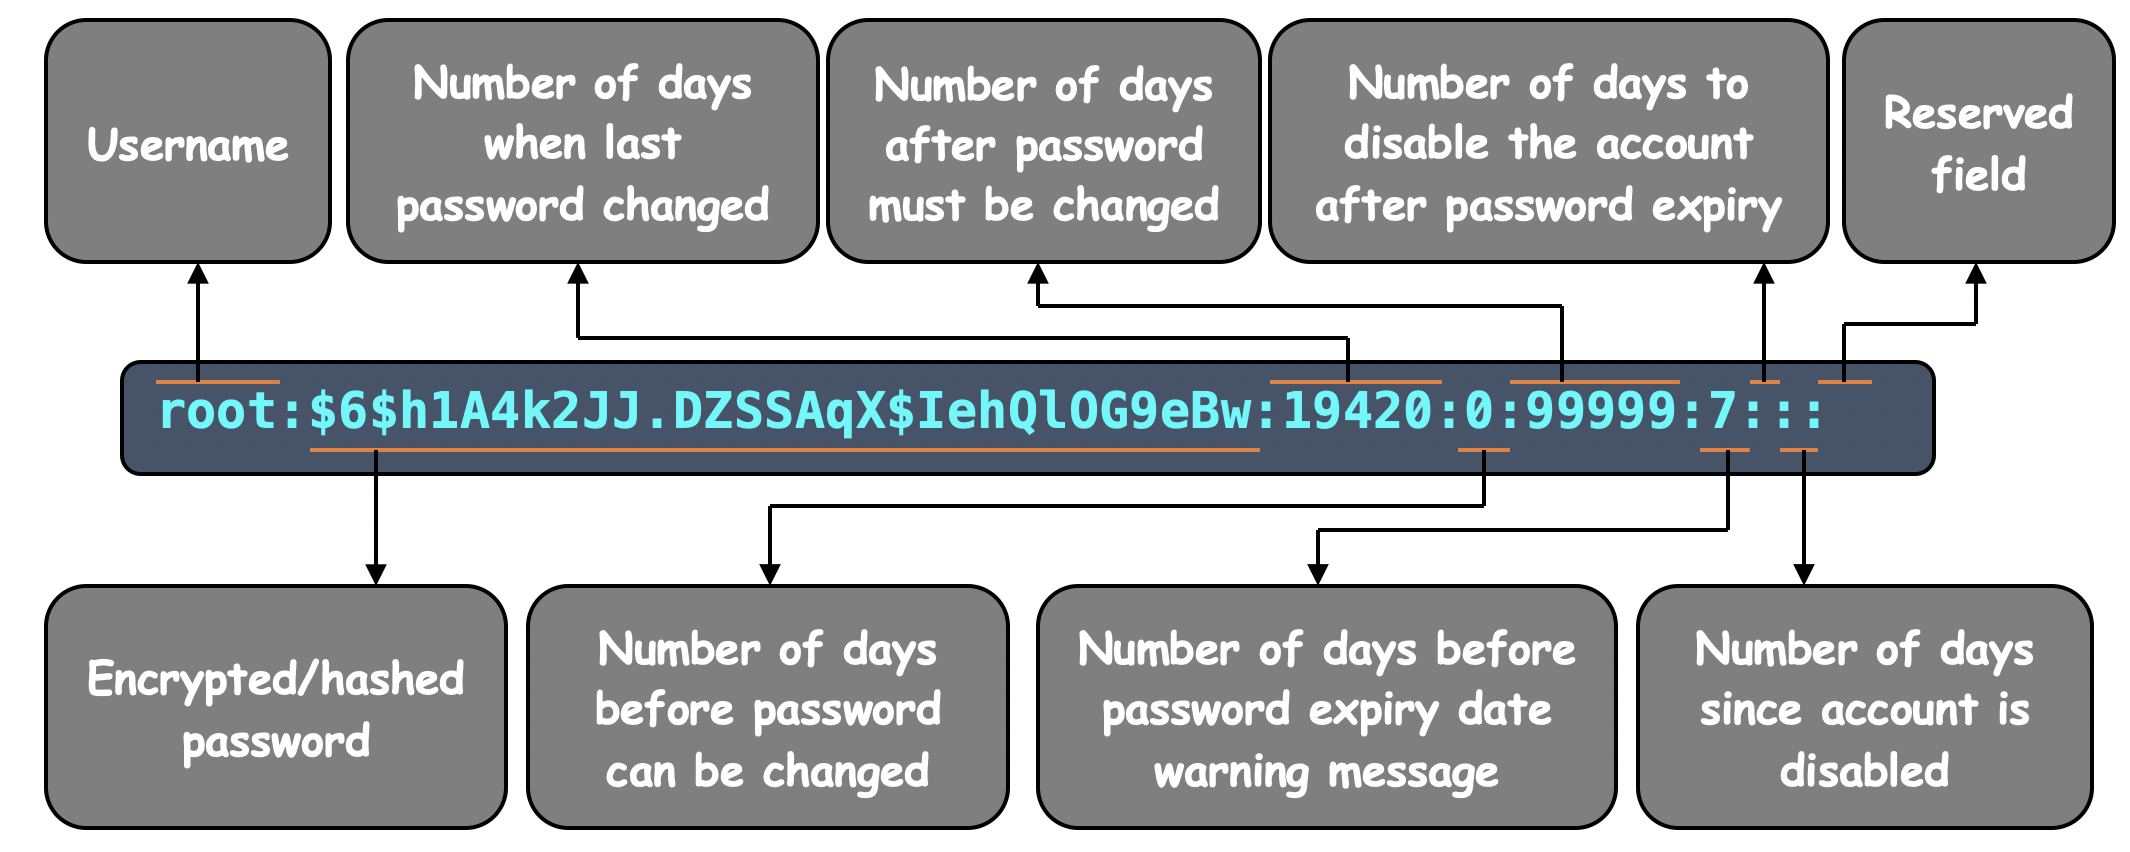 Username
Number of days
when last
password changed
Number of days
after password
must be changed
Number of days to
disable the account
after password expiry
Reserved
field
root:$6$h1A4k2JJ.DZSSAqX$IehQlOG9eBw:19420:0:99999:7:::
Encrypted/hashed
password
Number of days
before password
can be changed
Number of days before
password expiry date
warning message
Number of days
since account is
disabled